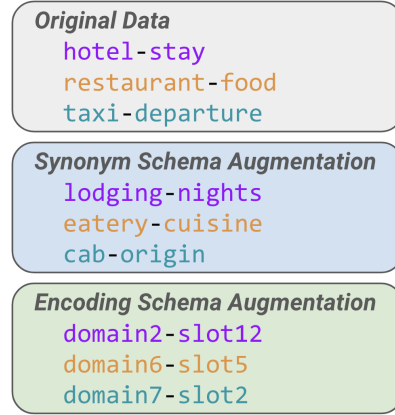 Original Data
hotel-stay
restaurant-food
taxi-departure
Synonym Schema Augmentation
lodging-nights
eatery-cuisine
cab-origin
Encoding Schema Augmentation
domain2-slot12
domain6-slot5
domain7-slot2